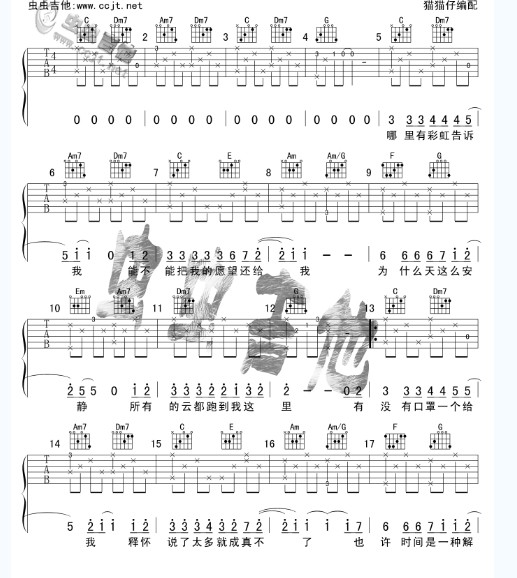 虫虫吉他:www.ccjt.net 猫猫仔编配
C Dm7 Am7 Dm7 C Dm7 G C Dm7
2 3 4 5
0 0 0 0 0 0 0 0 0 0 0 0 0 0 0 0 3 3 3 4 4 4 5
哪 里有彩虹告诉
6 Am7 Dm7 7 C E 8 Am Am/G 9 F G
5 i i 0 1 2 3 3 3 3 3 6 7 2 2 i i - 6 6 6 7 i 2
我 能不 能把我的愿望还给 我 为 什么天这么安
10 Em Am7 11 Dm7 12 G 13 C Dm7
2 5 5 0 i 2 2 2 3 2 2 i 3 2 2 - 0 2 3 3 3 4 4 5 5
静 所有 的云都跑到我这 里 有 没 有口罩一个给
14 Am7 Dm7 15 C E 16 Am Am/G 17 F G
5 2 i i i 2 3 3 3 3 6 7 2 2 i i i 7 6 6 6 7 i i 2
我 释怀 说了太多就成真不 了 也 许 时间是一种解